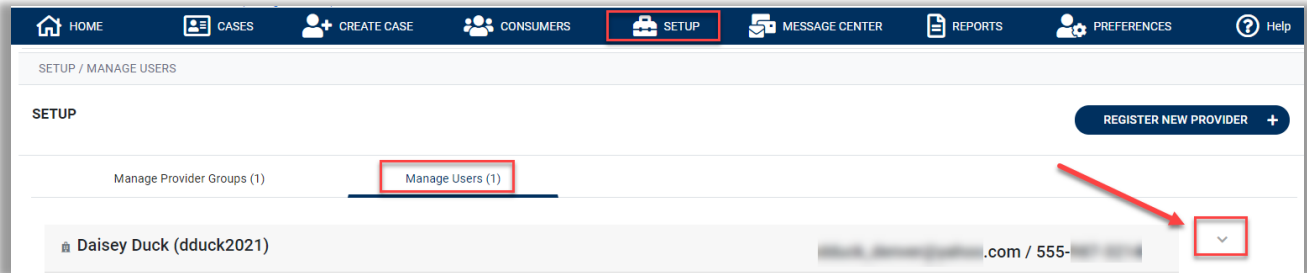 HOME CASES CREATE CASE CONSUMERS SETUP MESSAGE CENTER REPORTS PREFERENCES ? Help
SETUP / MANAGE USERS
SETUP
REGISTER NEW PROVIDER +
Manage Provider Groups (1) Manage Users (1)
Daisey Duck (dduck2021) .com / 555-